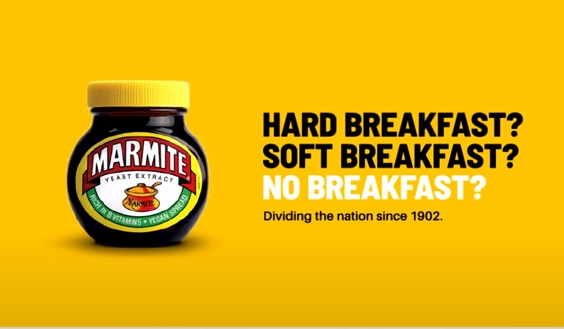 MARMITE
YEAST EXTRACT
MARMITE
RICH IN B VITAMINS • VEGAN SPREAD
HARD BREAKFAST?
SOFT BREAKFAST?
NO BREAKFAST?
Dividing the nation since 1902.